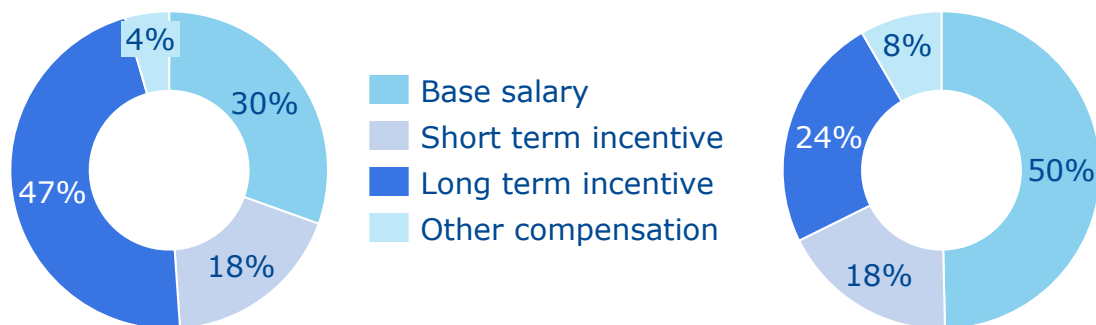 4%
30%
47%
18%
Base salary
Short term incentive
Long term incentive
Other compensation
8%
24%
50%
18%